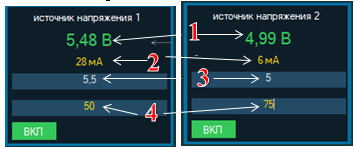 источник напряжения 1
5,48 В
28 мА
5,5
50
ВКЛ
1
2
3
4
источник напряжения 2
4,99 В
6 мА
5
75
ВКЛ